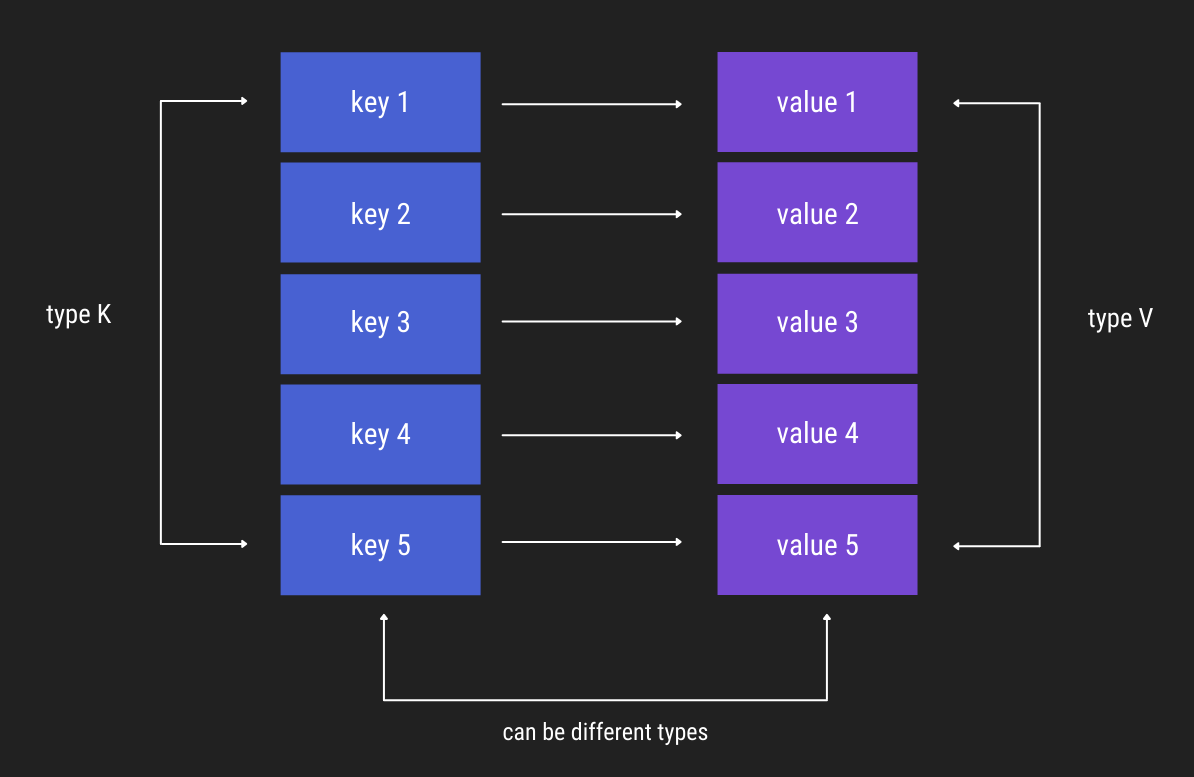 key 1
value 1
key 2
value 2
type K
key 3
value 3
type V
key 4
value 4
key 5
value 5
can be different types